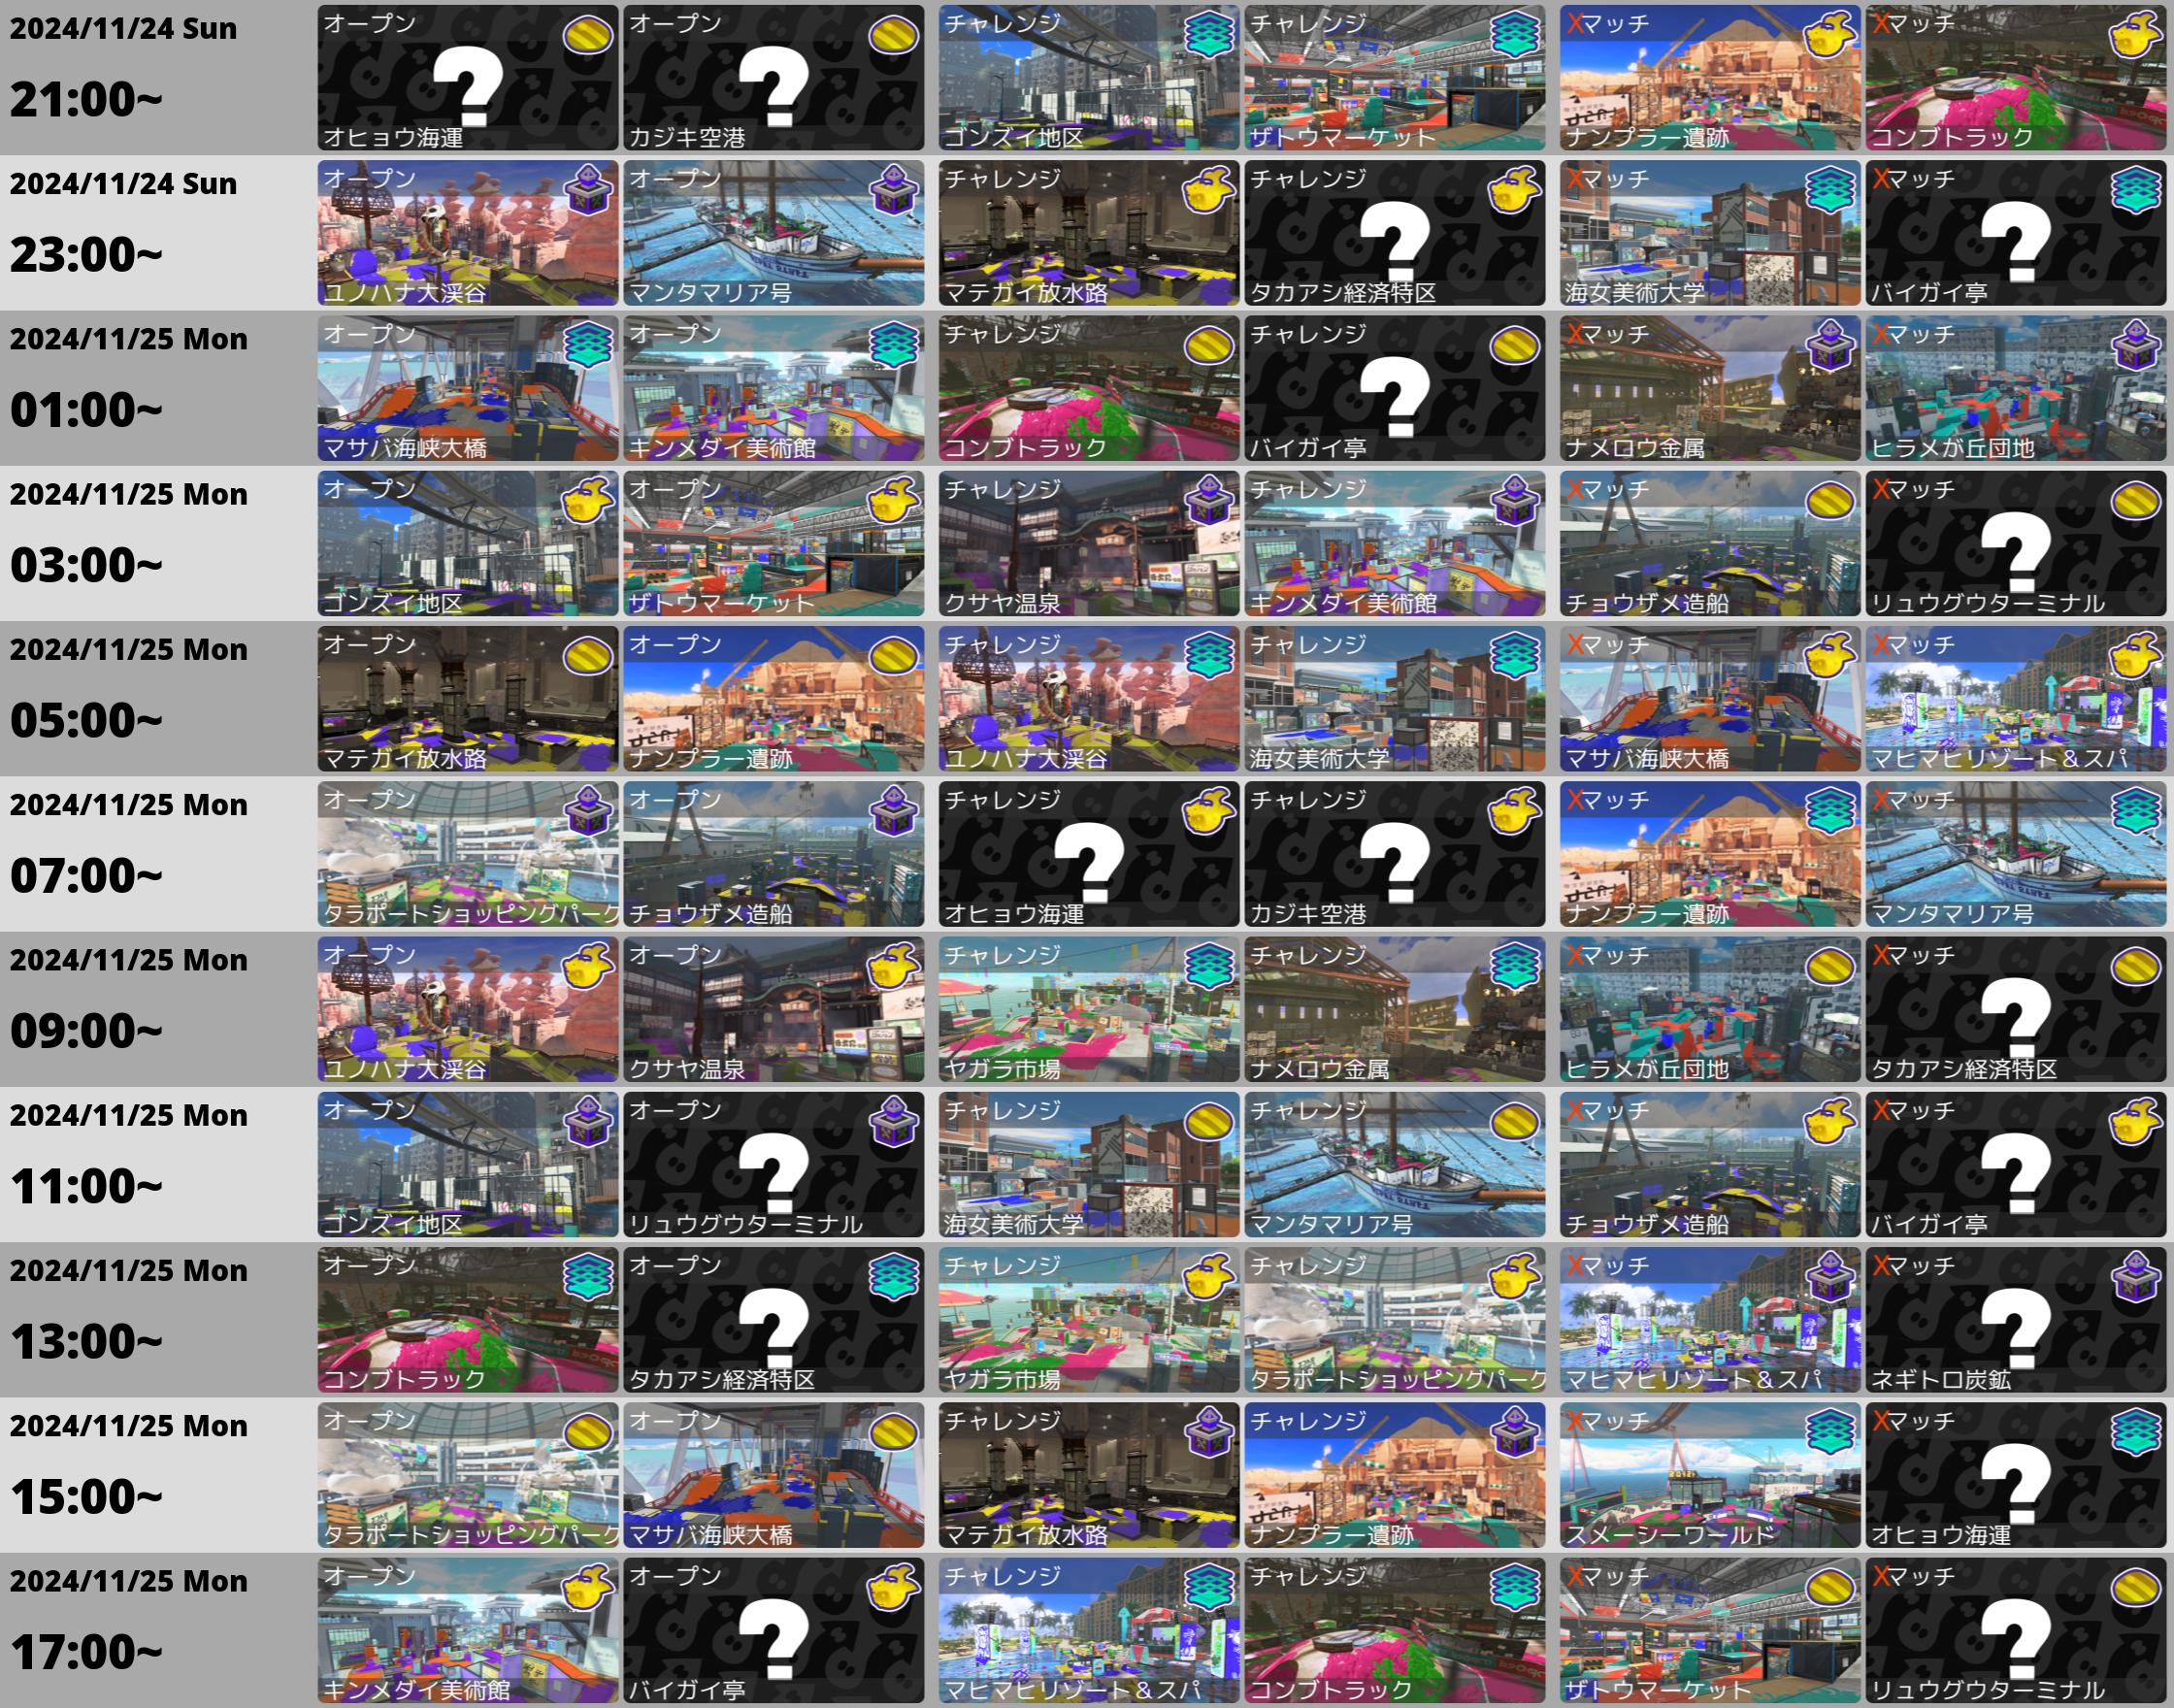 2024/11/24 Sun
21:00~
オープン
オヒョウ海運
オープン
カジキ空港
チャレンジ
ゴンズイ地区
チャレンジ
ザトウマーケット
Xマッチ
ナンプラー遺跡
Xマッチ
コンブトラック
2024/11/24 Sun
23:00~
オープン
ユノハナ大渓谷
オープン
マンタマリア号
チャレンジ
マテガイ放水路
チャレンジ
タカアシ経済特区
Xマッチ
海女美術大学
Xマッチ
バイガイ亭
2024/11/25 Mon
01:00~
オープン
マサバ海峡大橋
オープン
キンメダイ美術館
チャレンジ
コンブトラック
チャレンジ
バイガイ亭
Xマッチ
ナメロウ金属
Xマッチ
ヒラメが丘団地
2024/11/25 Mon
03:00~
オープン
ゴンズイ地区
オープン
ザトウマーケット
チャレンジ
クサヤ温泉
チャレンジ
キンメダイ美術館
Xマッチ
チョウザメ造船
Xマッチ
リュウグウターミナル
2024/11/25 Mon
05:00~
オープン
マテガイ放水路
オープン
ナンプラー遺跡
チャレンジ
ユノハナ大渓谷
チャレンジ
海女美術大学
Xマッチ
マサバ海峡大橋
Xマッチ
マヒマヒリゾート&スパ
2024/11/25 Mon
07:00~
オープン
タラポートショッピングパーク
オープン
チョウザメ造船
チャレンジ
オヒョウ海運
チャレンジ
カジキ空港
Xマッチ
ナンプラー遺跡
Xマッチ
マンタマリア号
2024/11/25 Mon
09:00~
オープン
ユノハナ大渓谷
オープン
クサヤ温泉
チャレンジ
ヤガラ市場
チャレンジ
ナメロウ金属
Xマッチ
ヒラメが丘団地
Xマッチ
タカアシ経済特区
2024/11/25 Mon
11:00~
オープン
ゴンズイ地区
オープン
リュウグウターミナル
チャレンジ
海女美術大学
チャレンジ
マンタマリア号
Xマッチ
チョウザメ造船
Xマッチ
バイガイ亭
2024/11/25 Mon
13:00~
オープン
コンブトラック
オープン
タカアシ経済特区
チャレンジ
ヤガラ市場
チャレンジ
タラポートショッピングパーク
Xマッチ
マヒマヒリゾート&スパ
Xマッチ
ネギトロ炭鉱
2024/11/25 Mon
15:00~
オープン
タラポートショッピングパーク
オープン
マサバ海峡大橋
チャレンジ
マテガイ放水路
チャレンジ
ナンプラー遺跡
Xマッチ
スメーシーワールド
Xマッチ
オヒョウ海運
2024/11/25 Mon
17:00~
オープン
キンメダイ美術館
オープン
バイガイ亭
チャレンジ
マヒマヒリゾート&スパ
チャレンジ
コンブトラック
Xマッチ
ザトウマーケット
Xマッチ
リュウグウターミナル